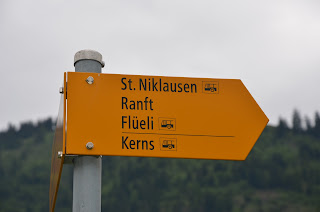 St. Niklausen
Ranft
Flüeli
Kerns